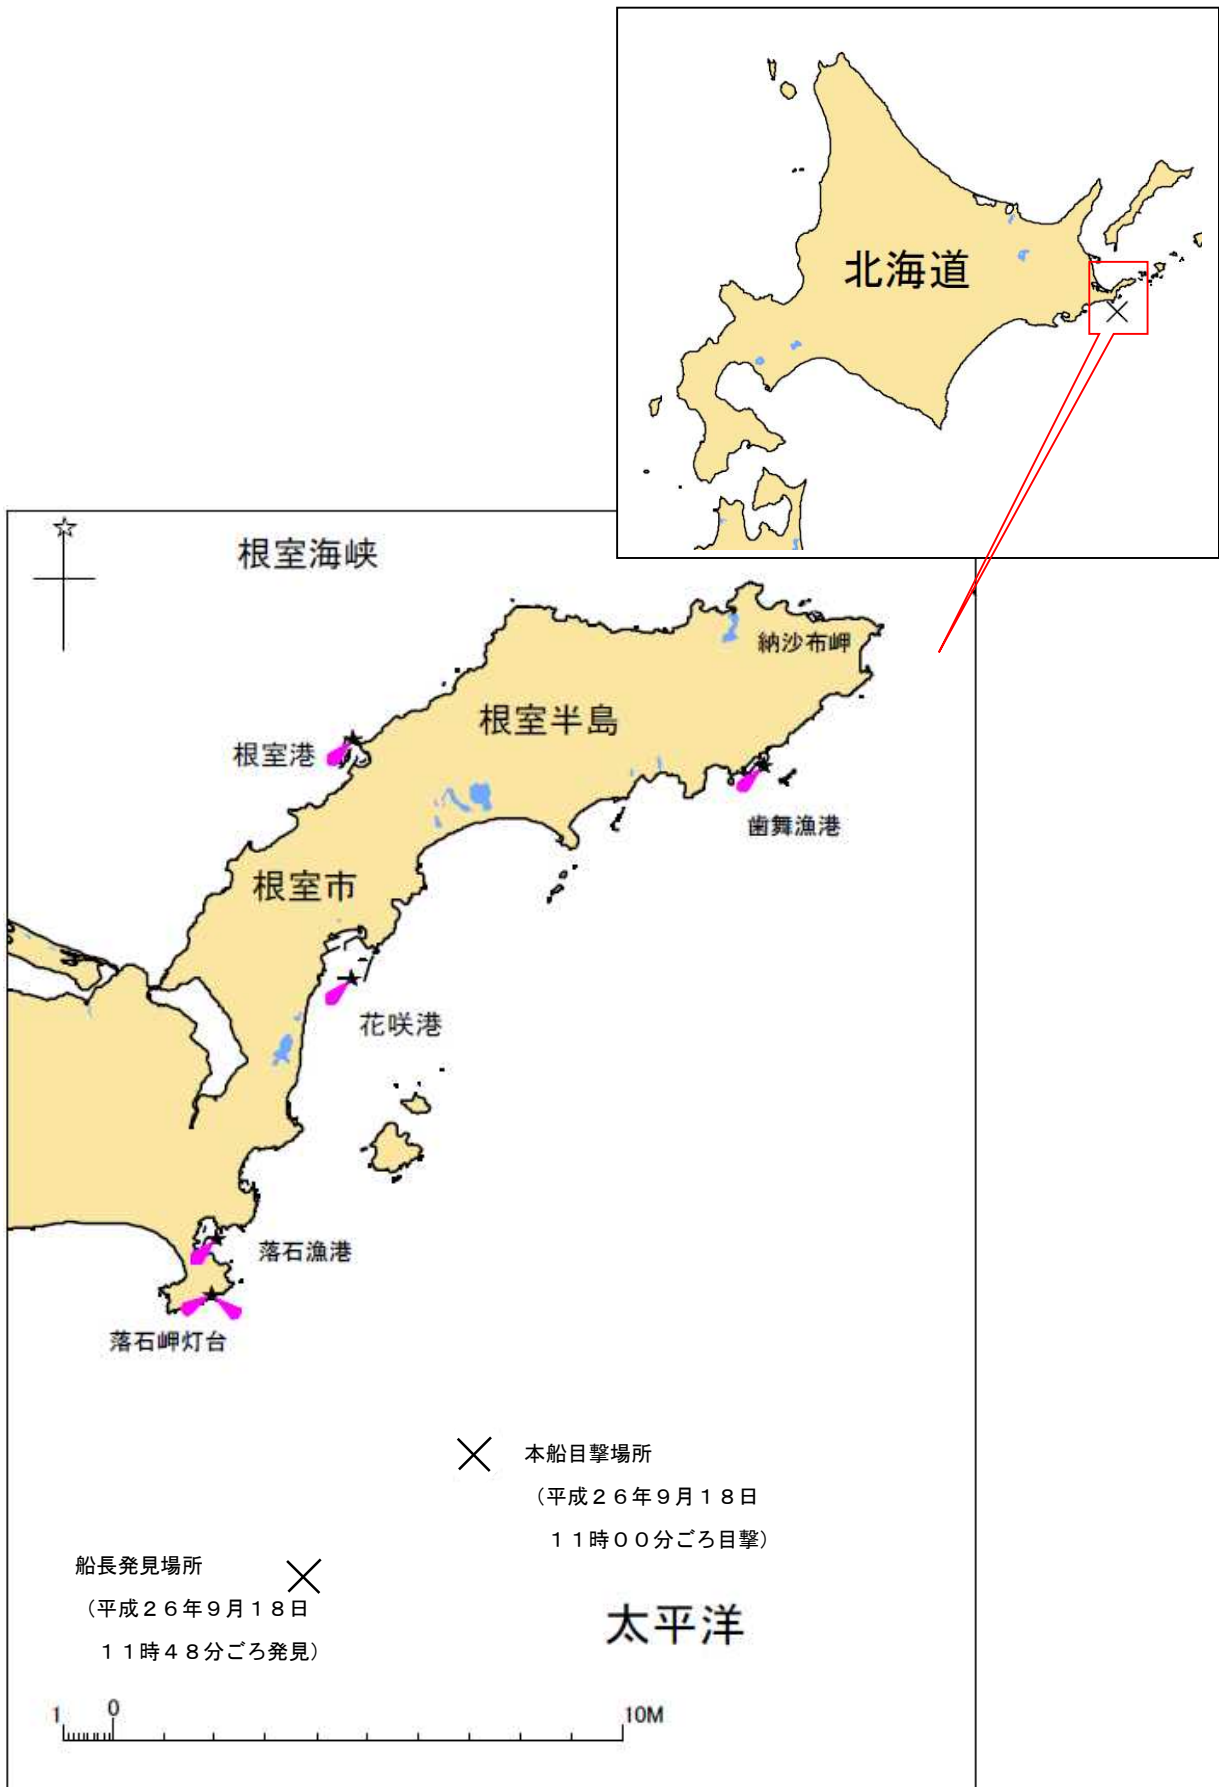 北海道
根室海峡
納沙布岬
根室半島
根室港
歯舞漁港
根室市
花咲港
落石漁港
落石岬灯台
本船目撃場所
（平成２６年９月１８日
１１時００分ごろ目撃）
船長発見場所
（平成２６年９月１８日
１１時４８分ごろ発見）
太平洋
1 0 10M